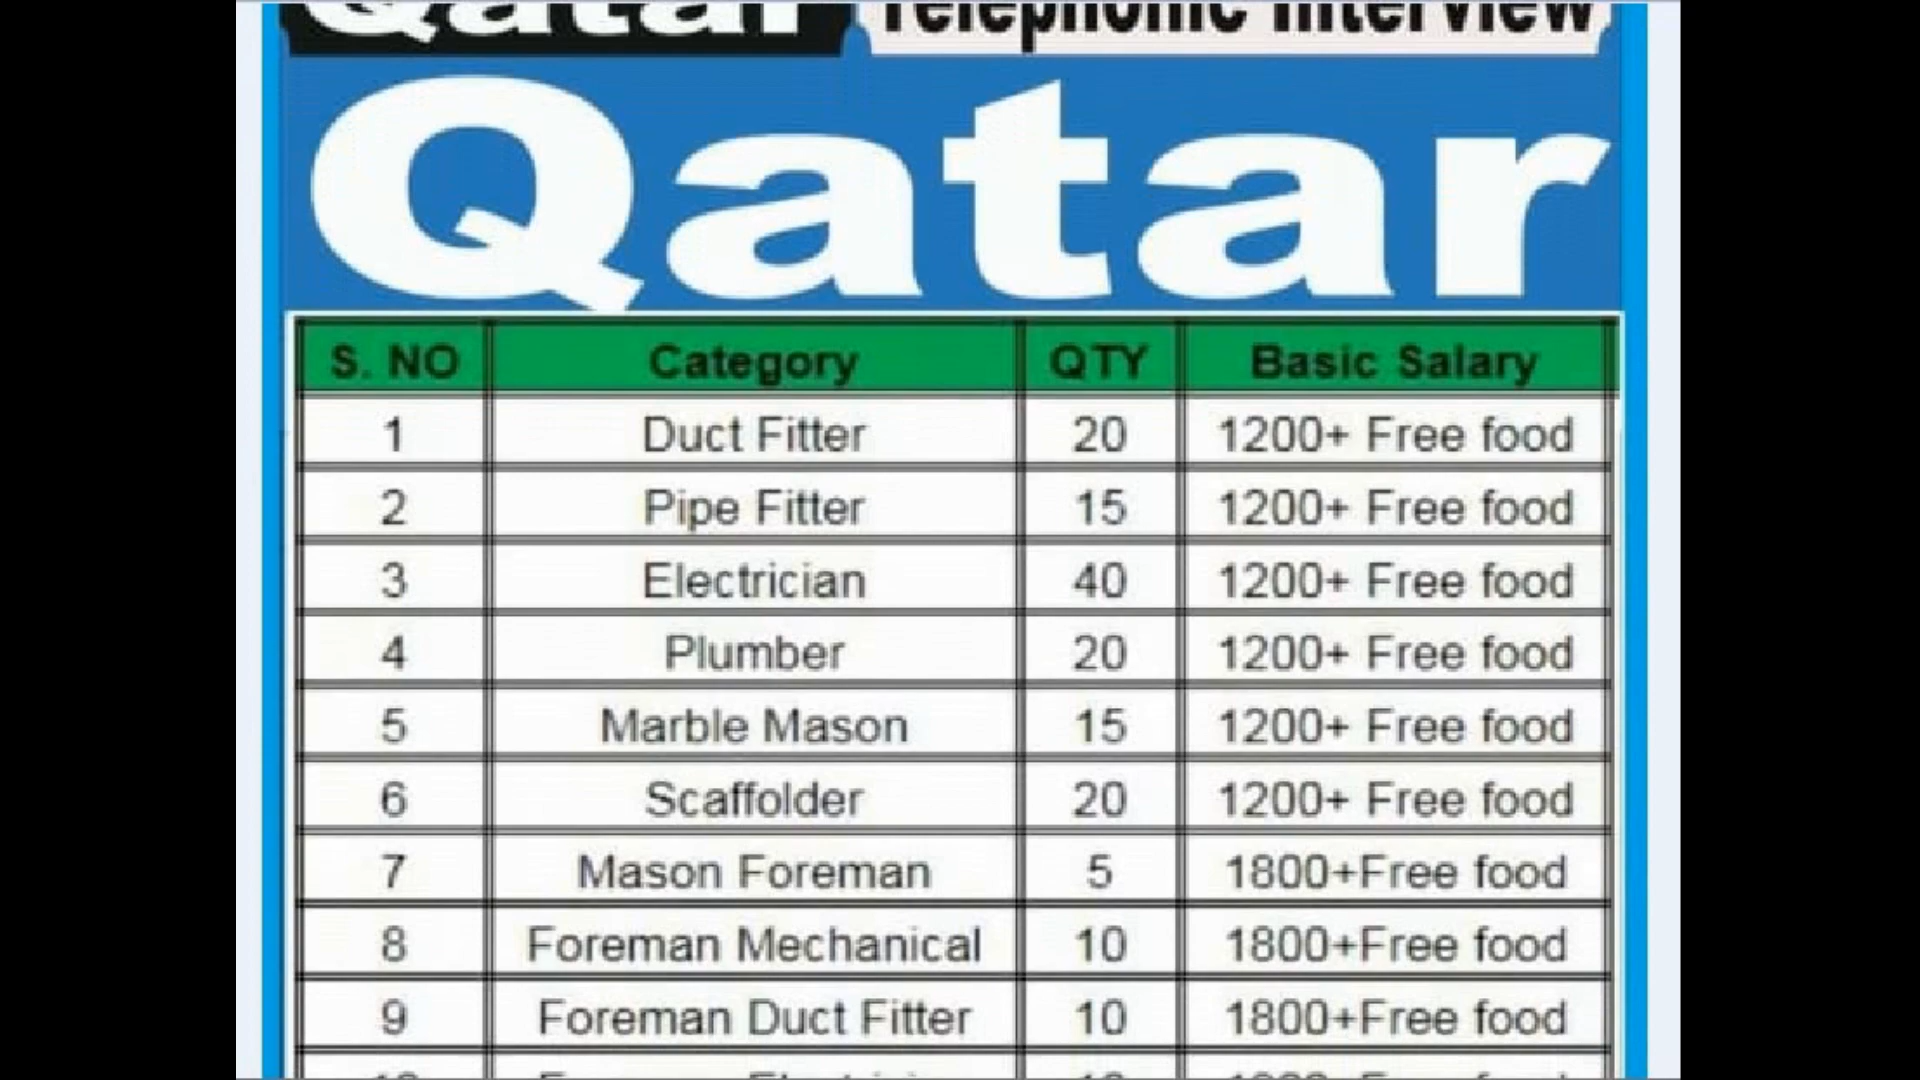 Qatar Telephonic Interview
Qatar
S. NO Category QTY Basic Salary
1 Duct Fitter 20 1200+ Free food
2 Pipe Fitter 15 1200+ Free food
3 Electrician 40 1200+ Free food
4 Plumber 20 1200+ Free food
5 Marble Mason 15 1200+ Free food
6 Scaffolder 20 1200+ Free food
7 Mason Foreman 5 1800+Free food
8 Foreman Mechanical 10 1800+Free food
9 Foreman Duct Fitter 10 1800+Free food